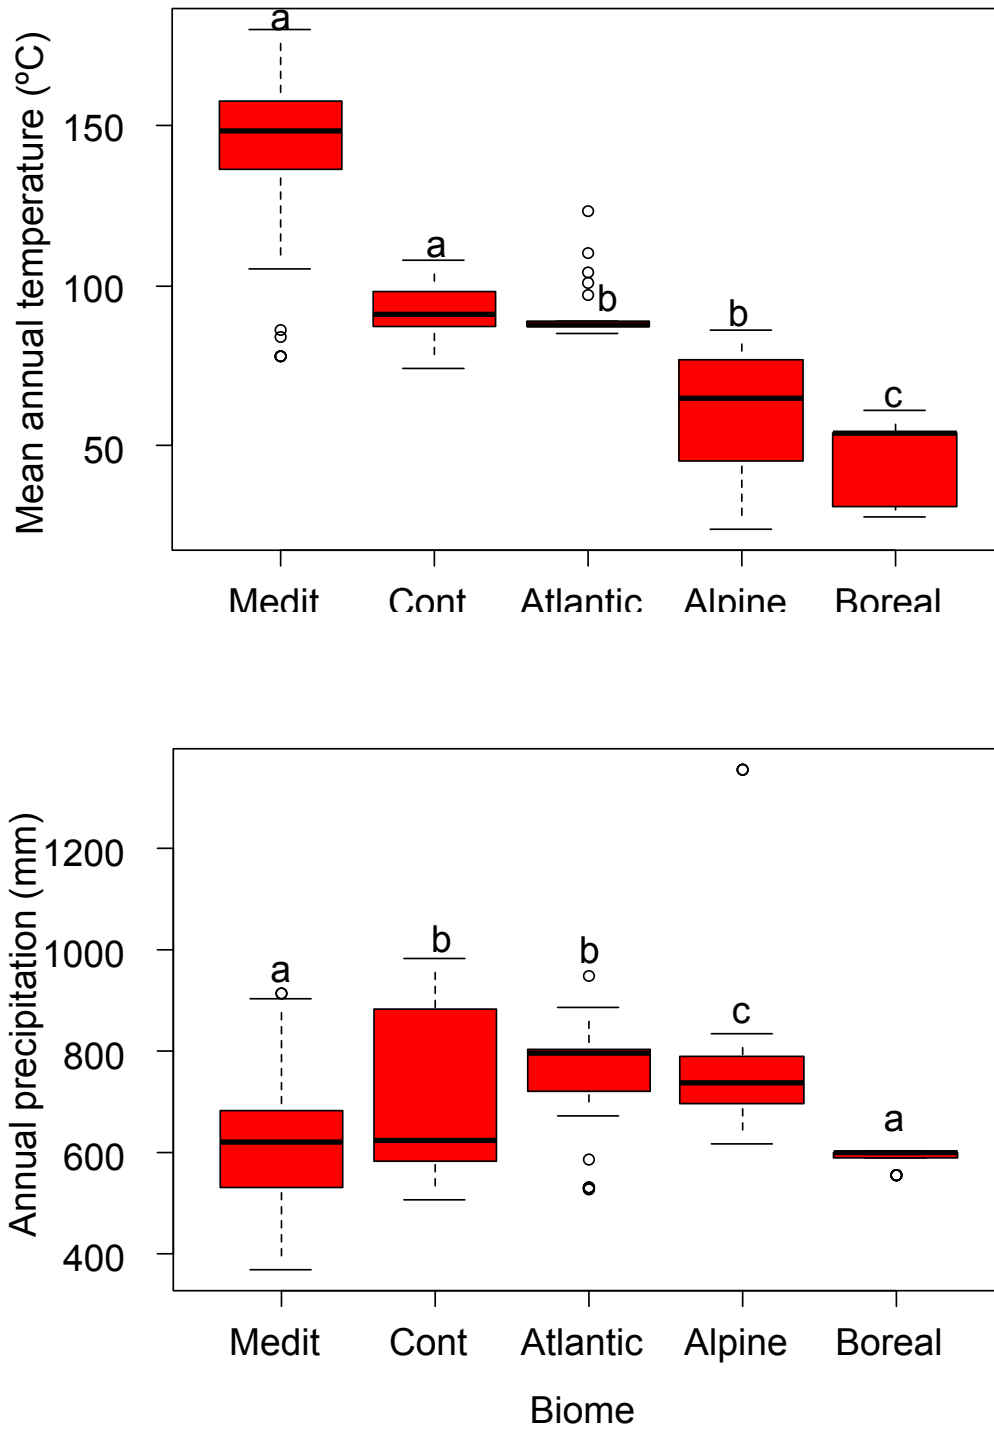 Mean annual temperature (ºC)
150
100
50
a
a
b
b
c
Medit Cont Atlantic Alpine Boreal
Annual precipitation (mm)
1200
1000
800
600
400
a
b
b
c
a
Medit Cont Atlantic Alpine Boreal
Biome